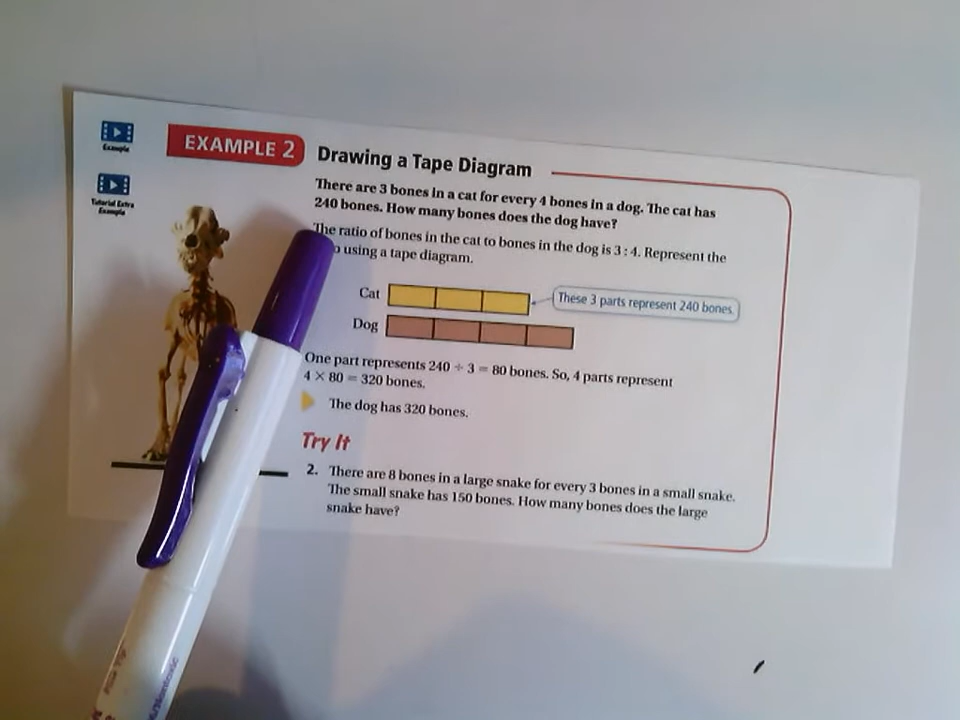 Example
EXAMPLE 2
Drawing a Tape Diagram
Tutorial Extra
Example
There are 3 bones in a cat for every 4 bones in a dog. The cat has
240 bones. How many bones does the dog have?
The ratio of bones in the cat to bones in the dog is 3 : 4. Represent the
using a tape diagram.
Cat
These 3 parts represent 240 bones.
Dog
One part represents 240 ÷ 3 = 80 bones. So, 4 parts represent
4 × 80 = 320 bones.
The dog has 320 bones.
Try It
2. There are 8 bones in a large snake for every 3 bones in a small snake.
The small snake has 150 bones. How many bones does the large
snake have?